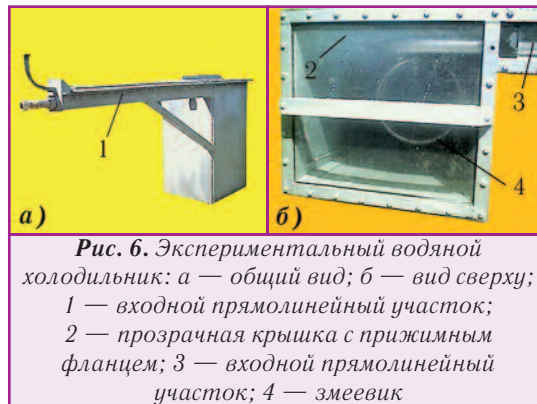 1
а)
2
3
4
б)
Рис. 6. Экспериментальный водяной
холодильник: а — общий вид; б — вид сверху;
1 — входной прямолинейный участок;
2 — прозрачная крышка с прижимным
фланцем; 3 — входной прямолинейный
участок; 4 — змеевик